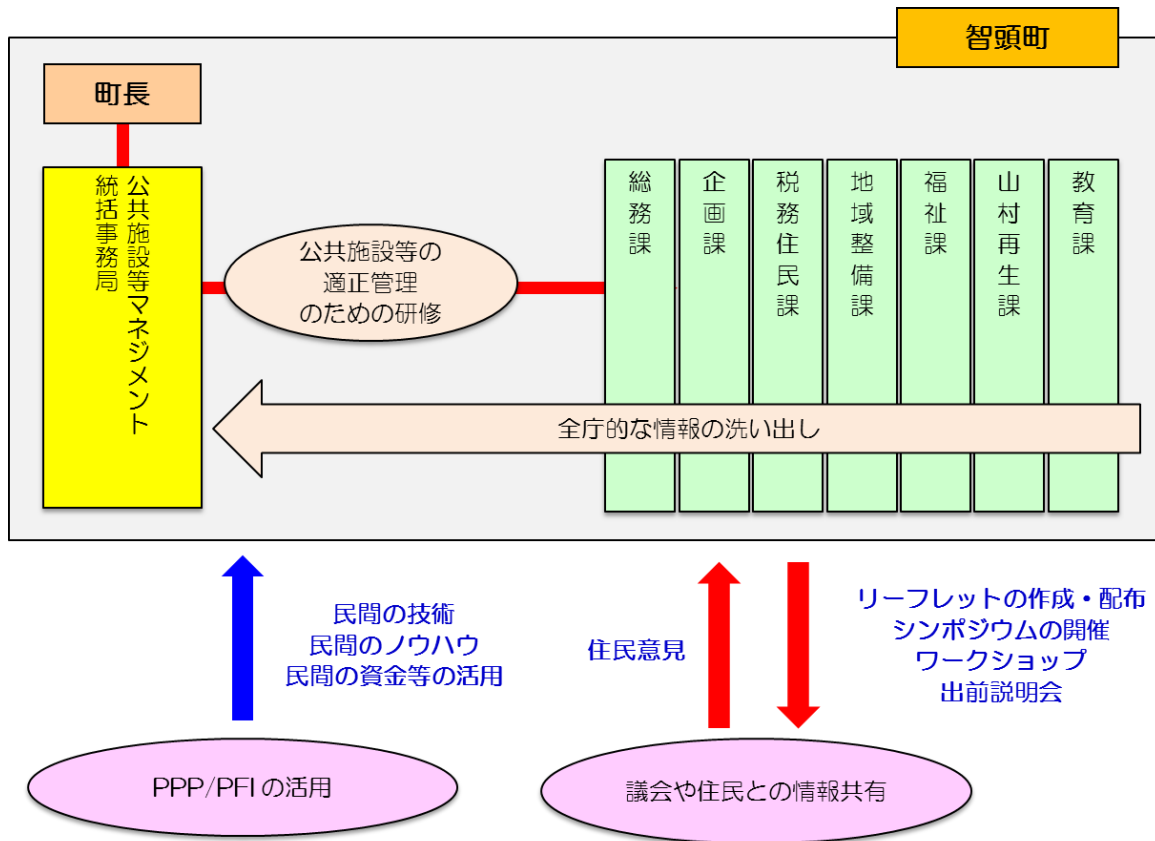 智頭町
町長
公共施設等マネジメント
統括事務局
公共施設等の
適正管理
のための研修
総務課
企画課
税務住民課
地域整備課
福祉課
山村再生課
教育課
全庁的な情報の洗い出し
民間の技術
民間のノウハウ
民間の資金等の活用
住民意見
リーフレットの作成・配布
シンポジウムの開催
ワークショップ
出前説明会
PPP/PFIの活用
議会や住民との情報共有